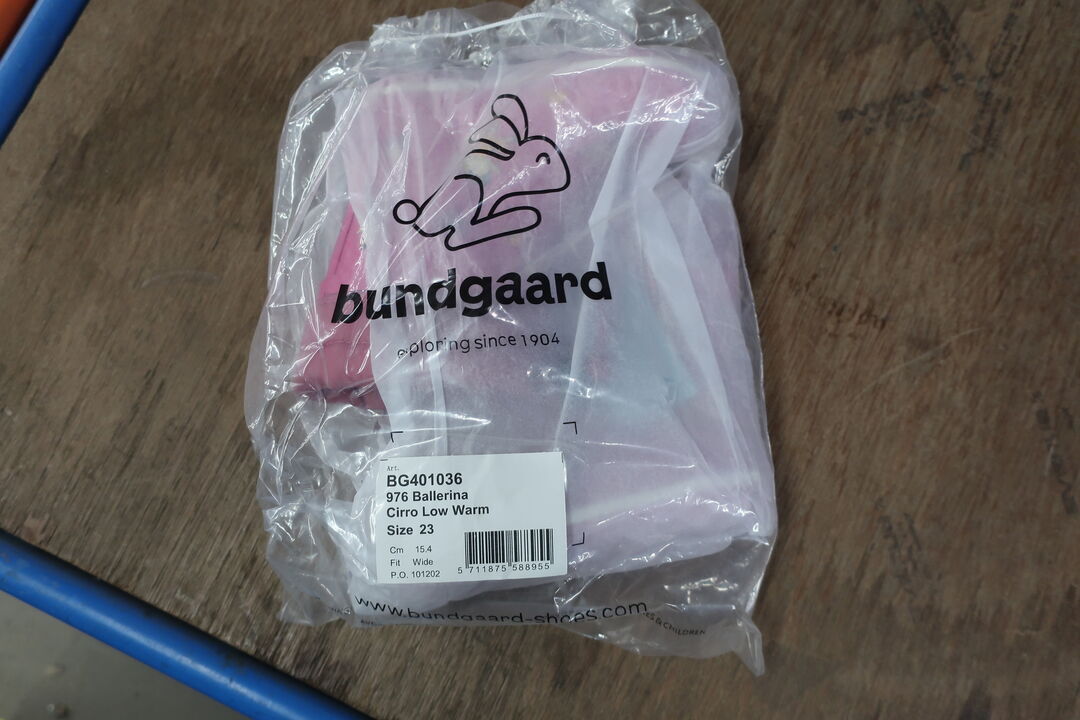 bundgaard
exploring since 1904
Art.
BG401036
976 Ballerina
Cirro Low Warm
Size 23
Cm 15.4
Fit Wide
P.O. 101202
5 711875 588955
www.bundgaard-shoes.com
& CHILDREN